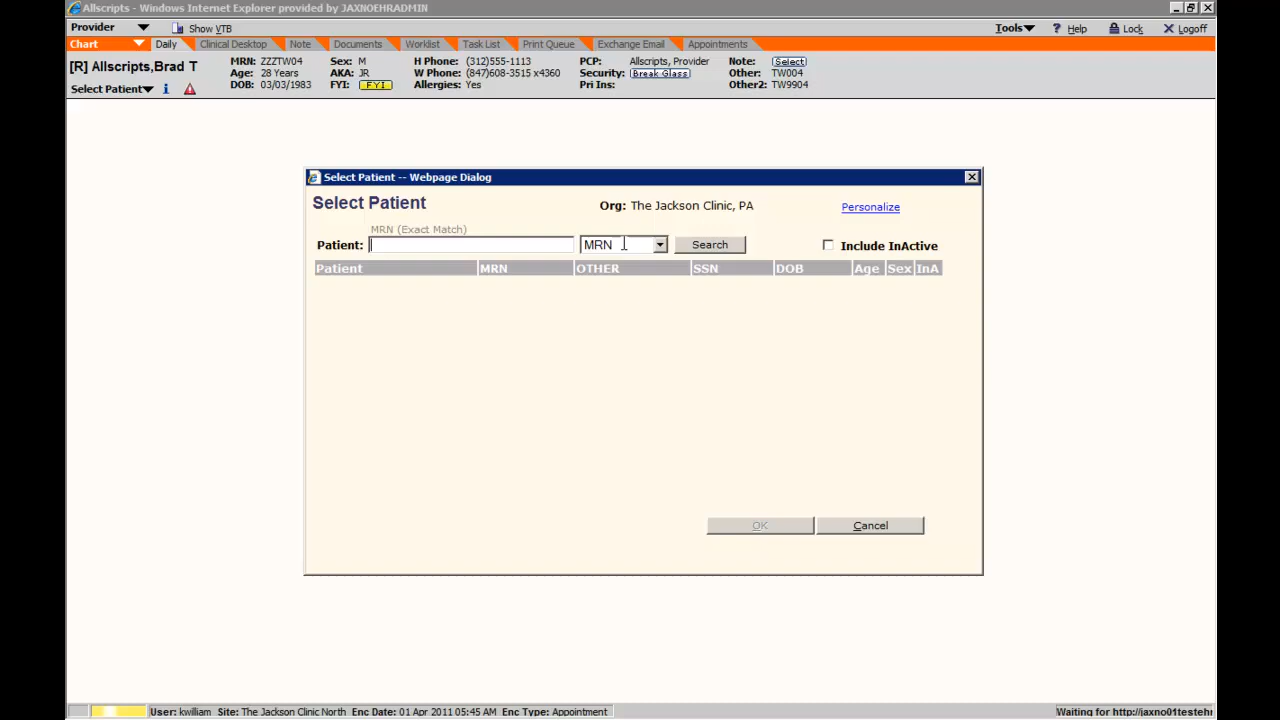 Allscripts - Windows Internet Explorer provided by JAXNOEHRADMIN
Provider Show VTB Tools Help Lock Logoff
Chart Daily Clinical Desktop Note Documents Worklist Task List Print Queue Exchange Email Appointments
[R] Allscripts,Brad T MRN: ZZZTW04 Sex: M H Phone: (312)555-1113 PCP: Allscripts, Provider Note: Select
Age: 28 Years AKA: JR W Phone: (847)608-3515 x4360 Security: Break Glass Other: TW004
Select Patient i DOB: 03/03/1983 FYI: FYI Allergies: Yes Pri Ins: Other2: TW9904
Select Patient -- Webpage Dialog
Select Patient Org: The Jackson Clinic, PA Personalize
MRN (Exact Match)
Patient: MRN Search Include InActive
Patient MRN OTHER SSN DOB Age Sex InA
OK Cancel
User: kwilliam Site: The Jackson Clinic North Enc Date: 01 Apr 2011 05:45 AM Enc Type: Appointment Waiting for http://jaxno01testehr